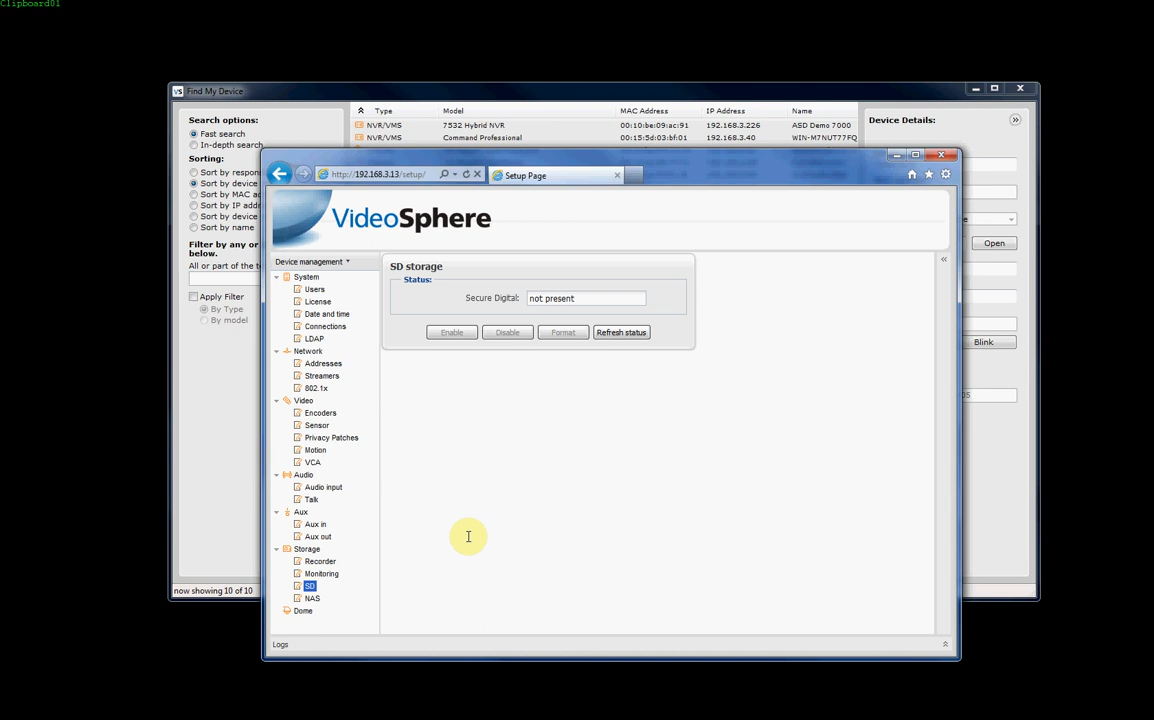 Clipboard01
Find My Device
Search options:
Fast search
In-depth search
Sorting:
Sort by respon
Sort by device
Sort by MAC ad
Sort by IP addr
Sort by device
Sort by name
Filter by any or
below.
All or part of the te
Apply Filter
By Type
By model
now showing 10 of 10
Type Model MAC Address IP Address Name
NVR/VMS 7532 Hybrid NVR 00:10:be:09:ac:91 192.168.3.226 ASD Demo 7000
NVR/VMS Command Professional 00:15:5d:03:bf:01 192.168.3.40 WIN-M7NUT77FQ
Device Details:
Open
Blink
http://192.168.3.13/setup/
Setup Page
VideoSphere
Device management
System
Users
License
Date and time
Connections
LDAP
Network
Addresses
Streamers
802.1x
Video
Encoders
Sensor
Privacy Patches
Motion
VCA
Audio
Audio input
Talk
Aux
Aux in
Aux out
Storage
Recorder
Monitoring
SD
NAS
Dome
SD storage
Status:
Secure Digital: not present
Enable Disable Format Refresh status
Logs